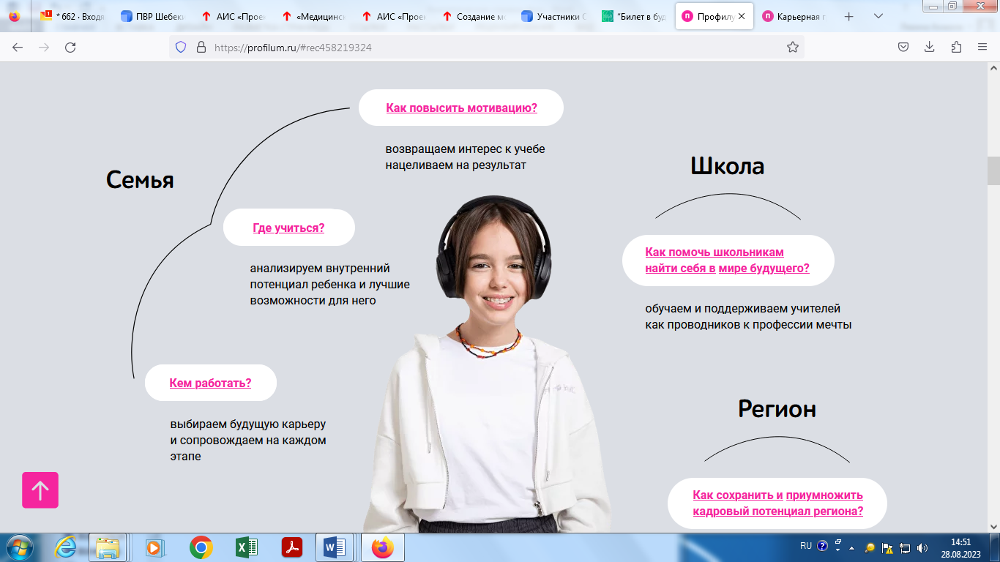 * 662 · Входя
ПВР Шебеки
АИС «Прое
«Медицинс
АИС «Прое
Создание м
Участники С
"Билет в буд
Профилу
Карьерная г
https://profilum.ru/#rec458219324
Как повысить мотивацию?
возвращаем интерес к учебе
нацеливаем на результат
Семья
Школа
Где учиться?
анализируем внутренний
потенциал ребенка и лучшие
возможности для него
Как помочь школьникам
найти себя в мире будущего?
обучаем и поддерживаем учителей
как проводников к профессии мечты
Кем работать?
выбираем будущую карьеру
и сопровождаем на каждом
этапе
Регион
Как сохранить и приумножить
кадровый потенциал региона?
RU
14:51
28.08.2023